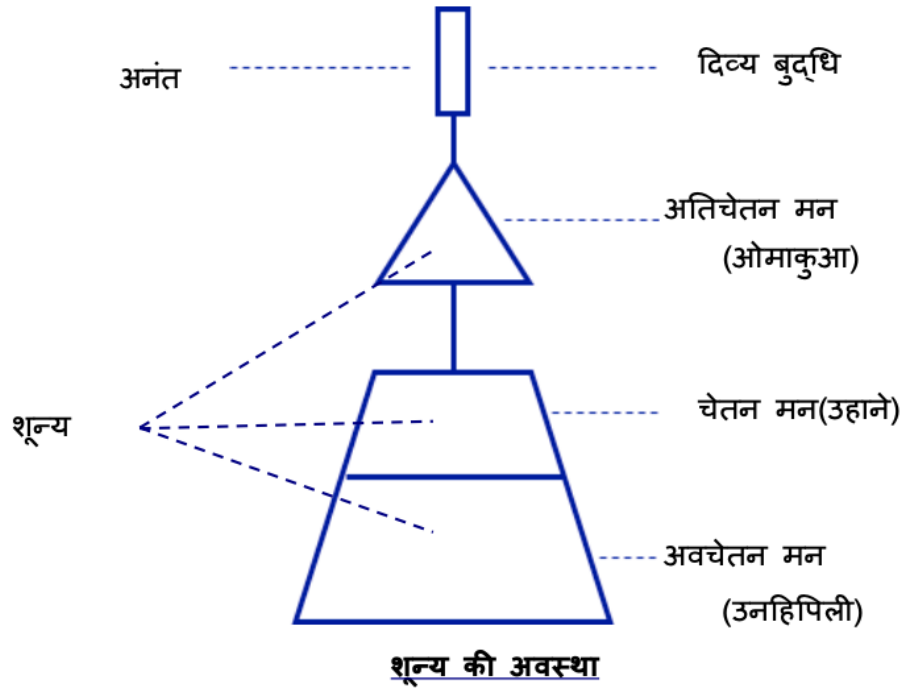 अनंत
दिव्य बुद्धि
अतिचेतन मन
(ओमाकुआ)
शून्य
चेतन मन(उहाने)
अवचेतन मन
(उनहिपिली)
शून्य की अवस्था